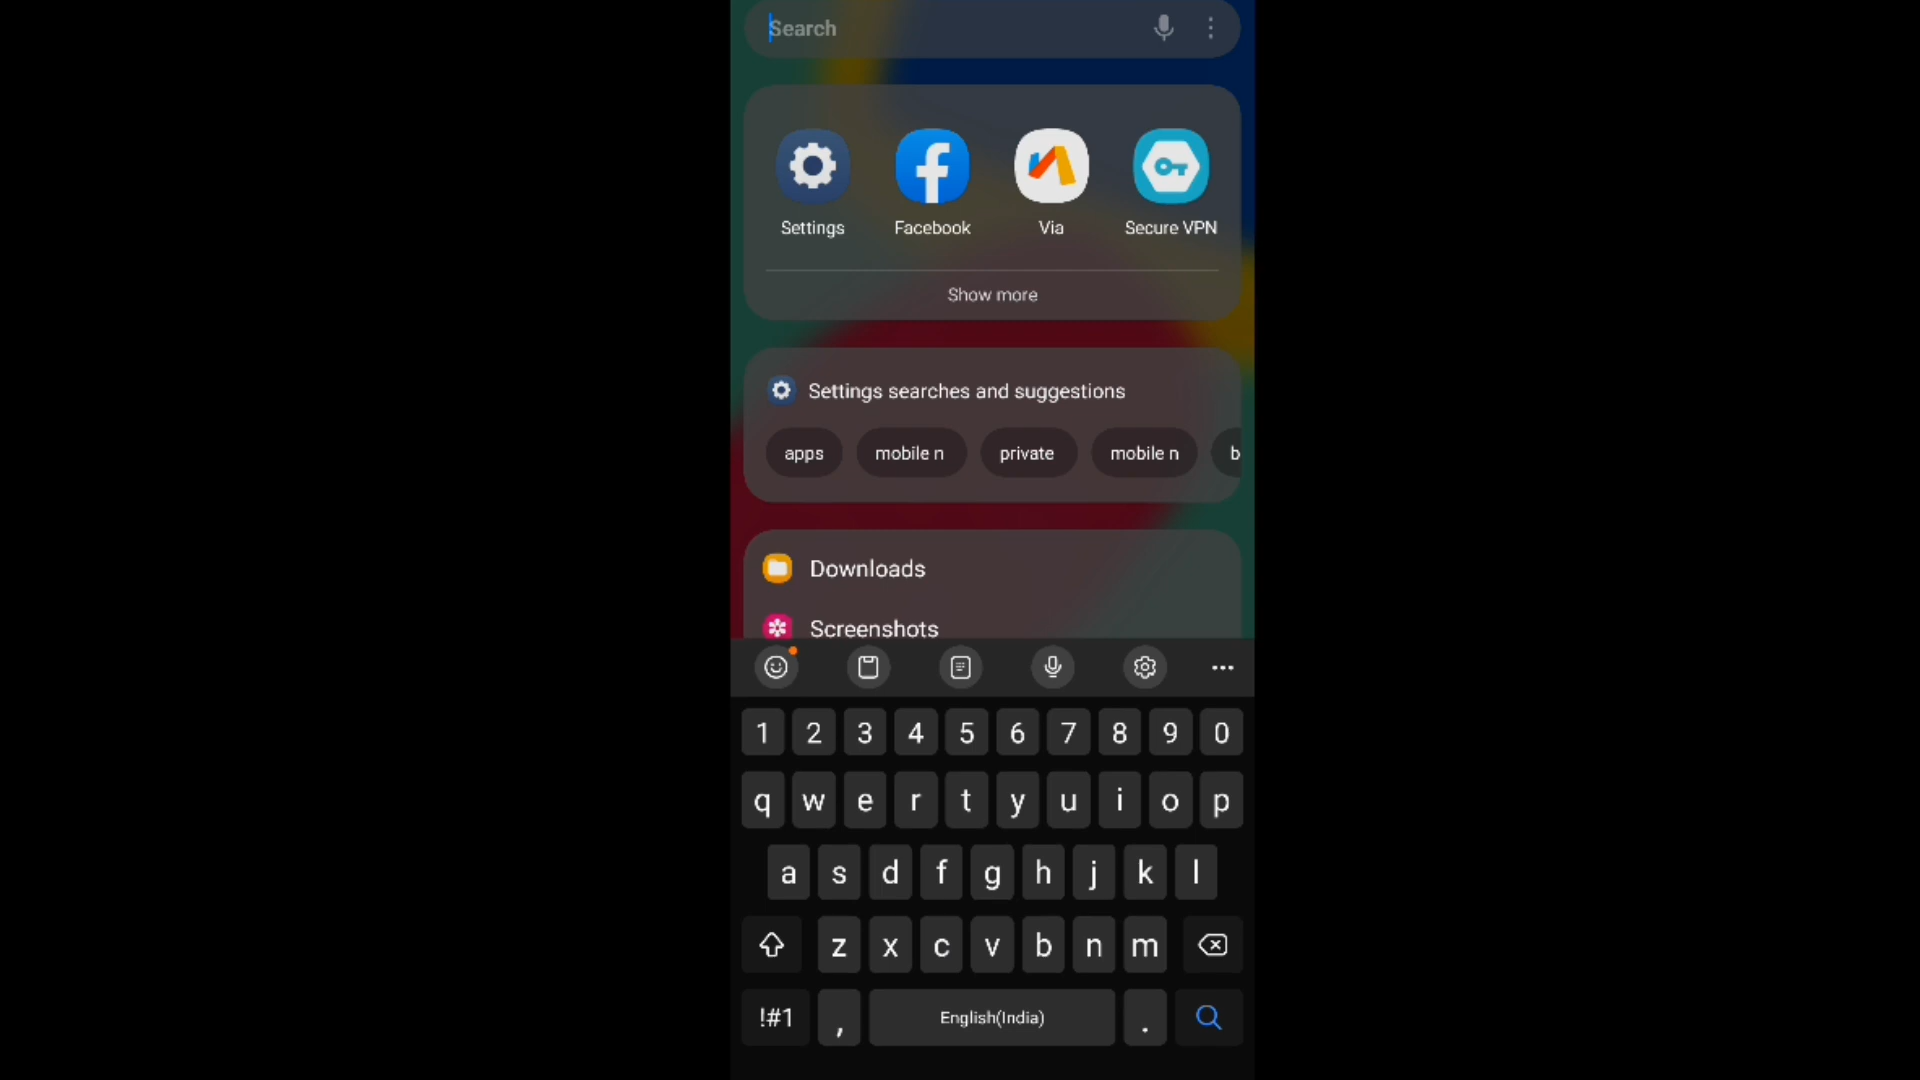 Search
Settings Facebook Via Secure VPN
Show more
Settings searches and suggestions
apps mobile n private mobile n b
Downloads
Screenshots
1 2 3 4 5 6 7 8 9 0
q w e r t y u i o p
a s d f g h j k l
z x c v b n m
!#1 , English(India) .